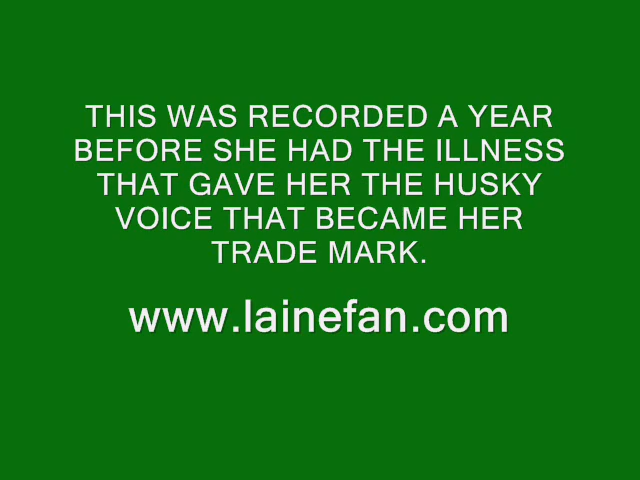 THIS WAS RECORDED A YEAR
BEFORE SHE HAD THE ILLNESS
THAT GAVE HER THE HUSKY
VOICE THAT BECAME HER
TRADE MARK.
www.lainefan.com